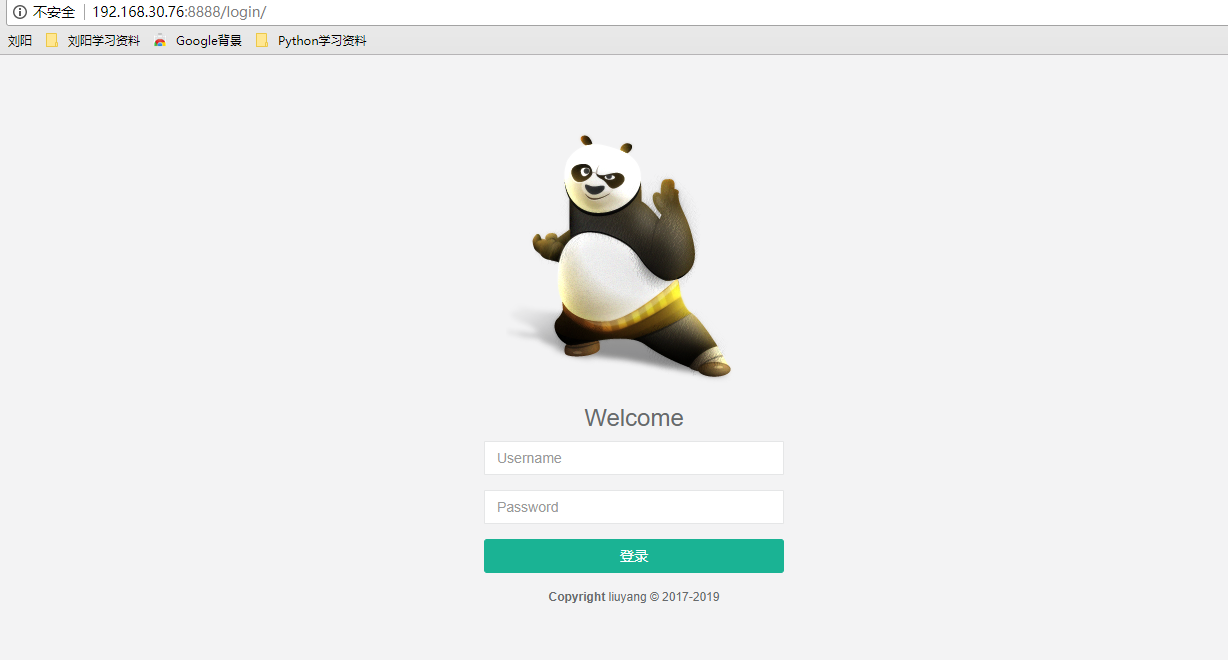 不安全 192.168.30.76:8888/login/
刘阳 刘阳学习资料 Google背景 Python学习资料
Welcome
Username
Password
登录
Copyright liuyang © 2017-2019